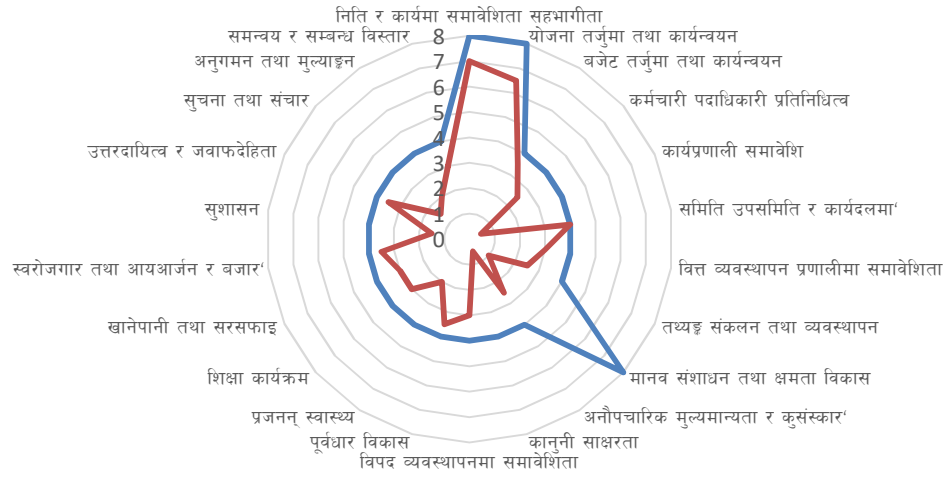 निति र कार्यमा समावेशिता सहभागीता
योजना तर्जुमा तथा कार्यन्वयन
बजेट तर्जुमा तथा कार्यन्वयन
कर्मचारी पदाधिकारी प्रतिनिधित्व
कार्यप्रणाली समावेशि
समिति उपसमिति र कार्यदलमा‘
वित्त व्यवस्थापन प्रणालीमा समावेशिता
तथ्यङ्क संकलन तथा व्यवस्थापन
मानव संशाधन तथा क्षमता विकास
अनौपचारिक मुल्यमान्यता र कुसंस्कार‘
कानुनी साक्षरता
विपद व्यवस्थापनमा समावेशिता
पूर्वधार विकास
प्रजनन् स्वास्थ्य
शिक्षा कार्यक्रम
खानेपानी तथा सरसफाइ
स्वरोजगार तथा आयआर्जन र बजार‘
सुशासन
उत्तरदायित्व र जवाफदेहिता
सुचना तथा संचार
अनुगमन तथा मुल्याङ्कन
समन्वय र सम्बन्ध विस्तार
8
7
6
5
4
3
2
1
0